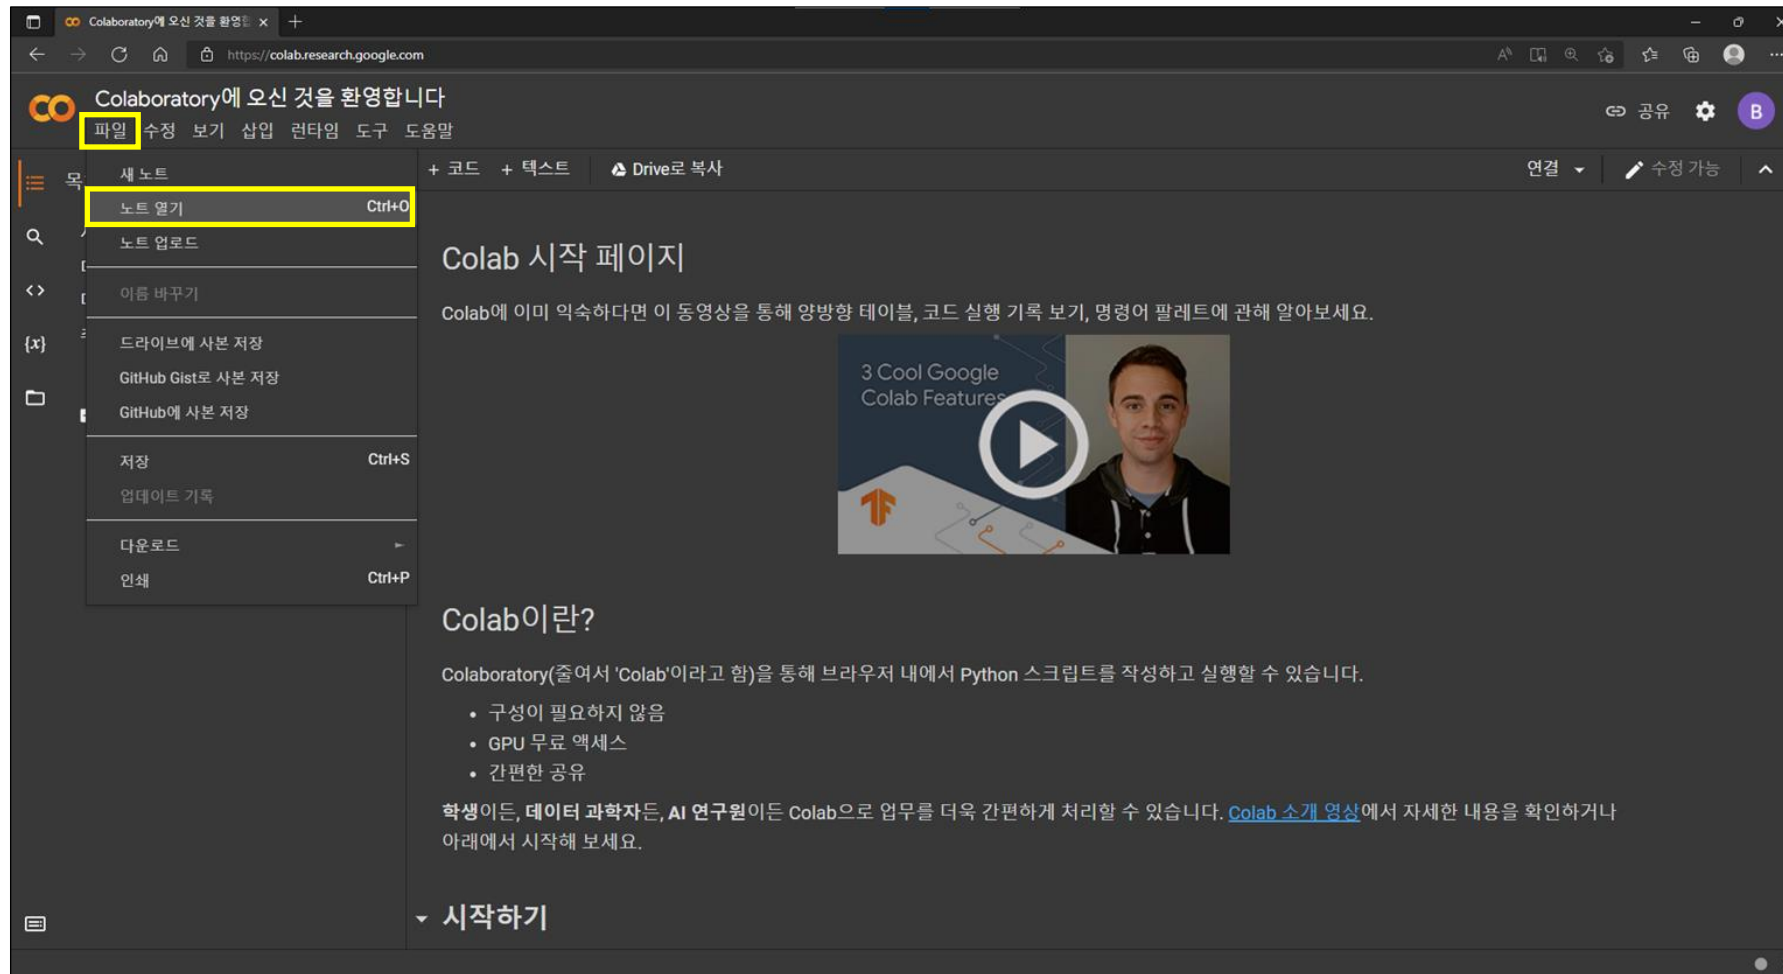 Colaboratory에 오신 것을 환영합
https://colab.research.google.com
Colaboratory에 오신 것을 환영합니다
파일 수정 보기 삽입 런타임 도구 도움말
공유
B
새 노트
노트 열기 Ctrl+O
노트 업로드
이름 바꾸기
드라이브에 사본 저장
GitHub Gist로 사본 저장
GitHub에 사본 저장
저장 Ctrl+S
업데이트 기록
다운로드
인쇄 Ctrl+P
+ 코드 + 텍스트 Drive로 복사
연결 수정 가능
Colab 시작 페이지
Colab에 이미 익숙하다면 이 동영상을 통해 양방향 테이블, 코드 실행 기록 보기, 명령어 팔레트에 관해 알아보세요.
3 Cool Google
Colab Features
Colab이란?
Colaboratory(줄여서 'Colab'이라고 함)을 통해 브라우저 내에서 Python 스크립트를 작성하고 실행할 수 있습니다.
• 구성이 필요하지 않음
• GPU 무료 액세스
• 간편한 공유
학생이든, 데이터 과학자든, AI 연구원이든 Colab으로 업무를 더욱 간편하게 처리할 수 있습니다. Colab 소개 영상에서 자세한 내용을 확인하거나
아래에서 시작해 보세요.
시작하기